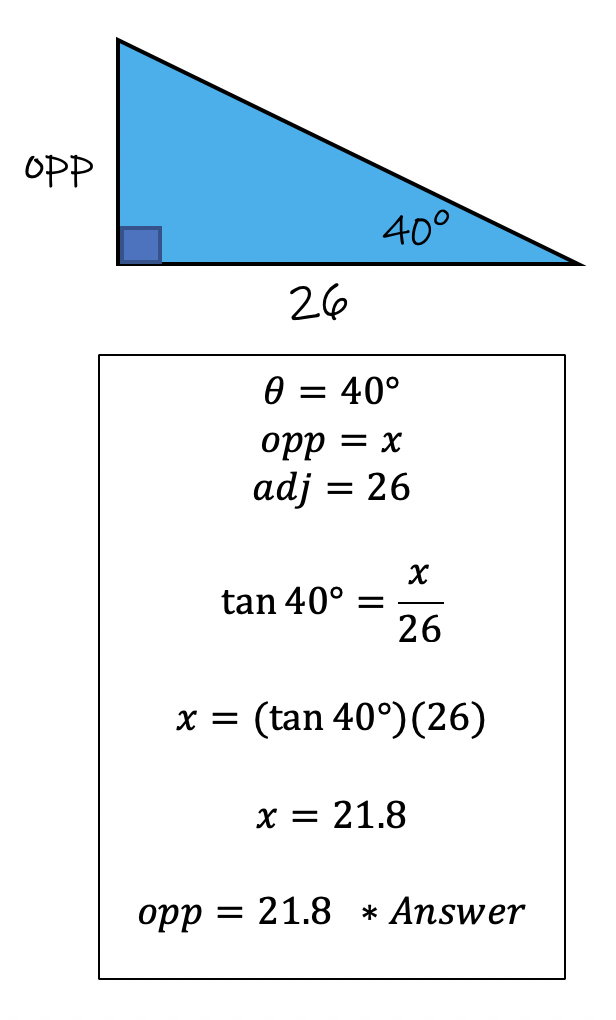 opp
40°
26
θ = 40°
opp = x
adj = 26
tan 40° = x/26
x = (tan 40°)(26)
x = 21.8
opp = 21.8 * Answer